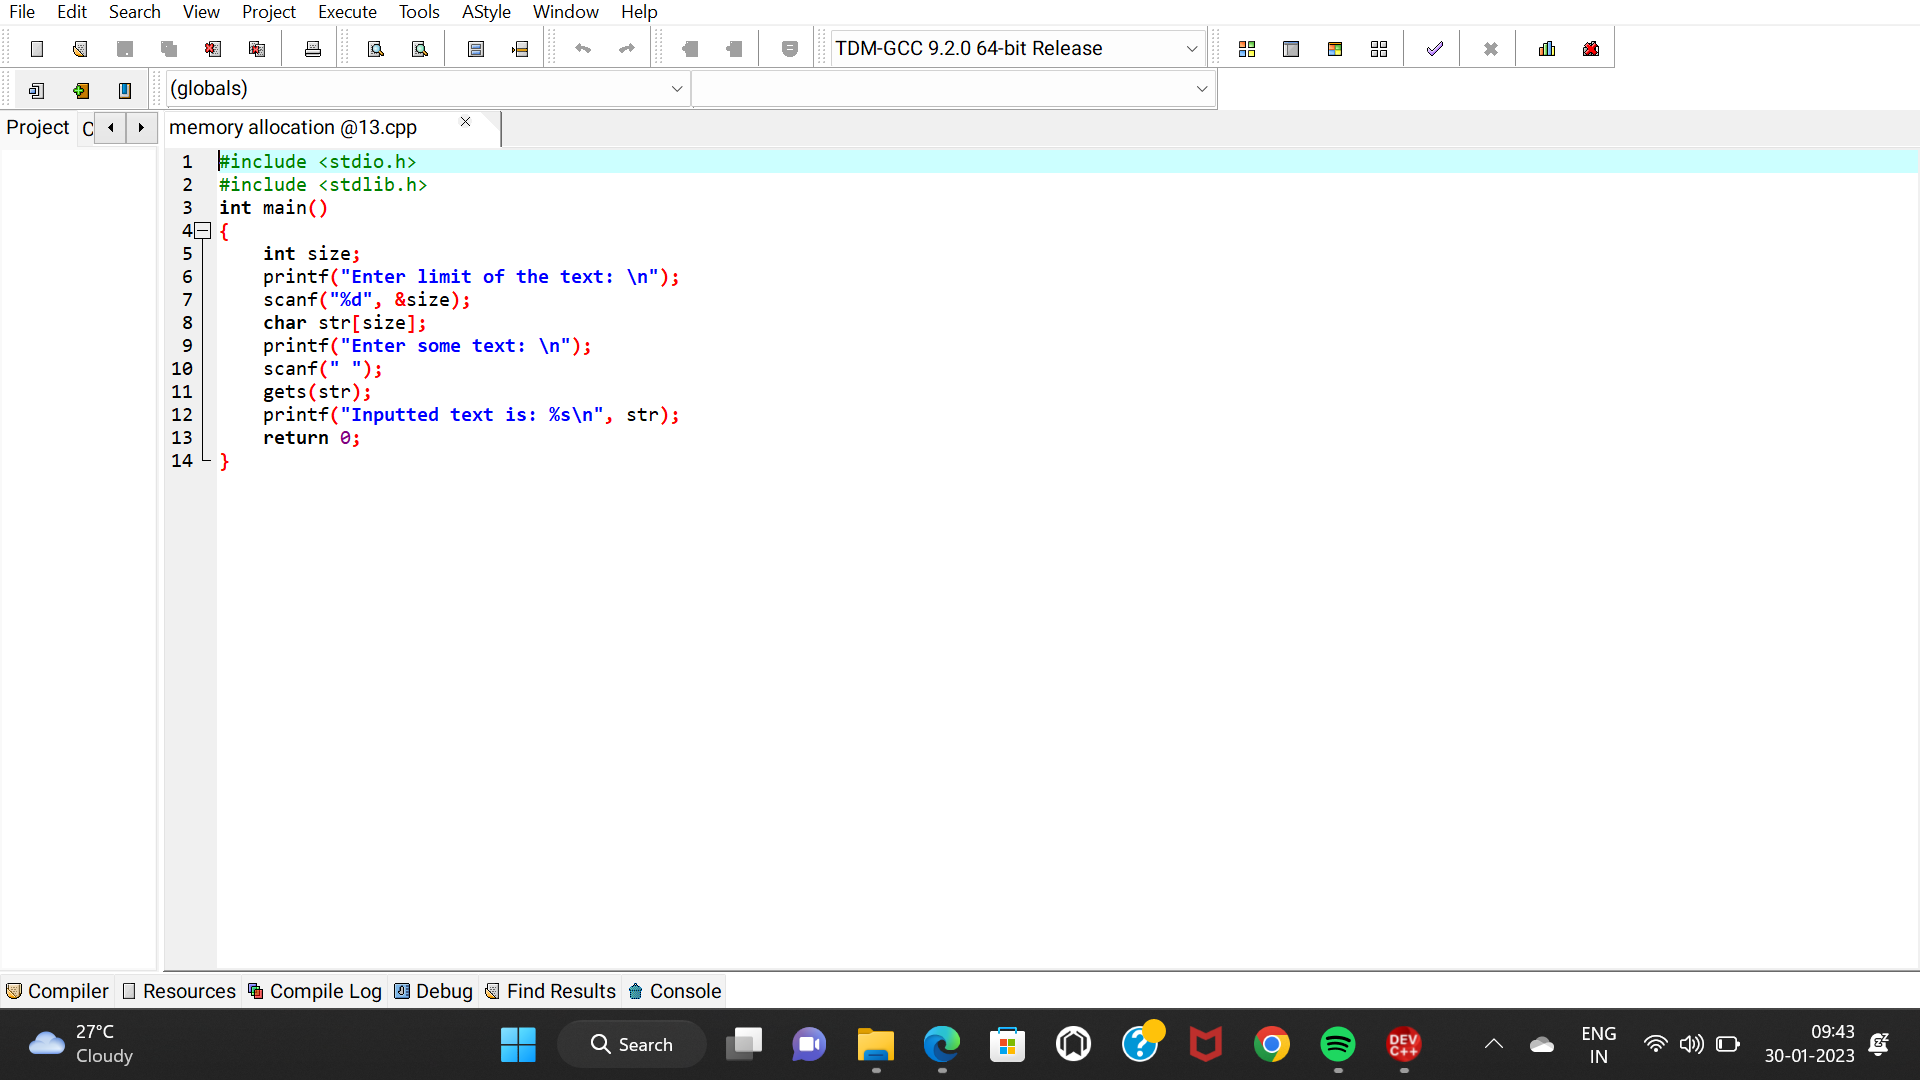 File Edit Search View Project Execute Tools AStyle Window Help
TDM-GCC 9.2.0 64-bit Release
(globals)
Project C memory allocation @13.cpp
1 #include <stdio.h>
2 #include <stdlib.h>
3 int main()
4 {
5 int size;
6 printf("Enter limit of the text: \n");
7 scanf("%d", &size);
8 char str[size];
9 printf("Enter some text: \n");
10 scanf(" ");
11 gets(str);
12 printf("Inputted text is: %s\n", str);
13 return 0;
14 }
Compiler Resources Compile Log Debug Find Results Console
27°C
Cloudy
Search
DEV
C++
ENG
IN
09:43
30-01-2023